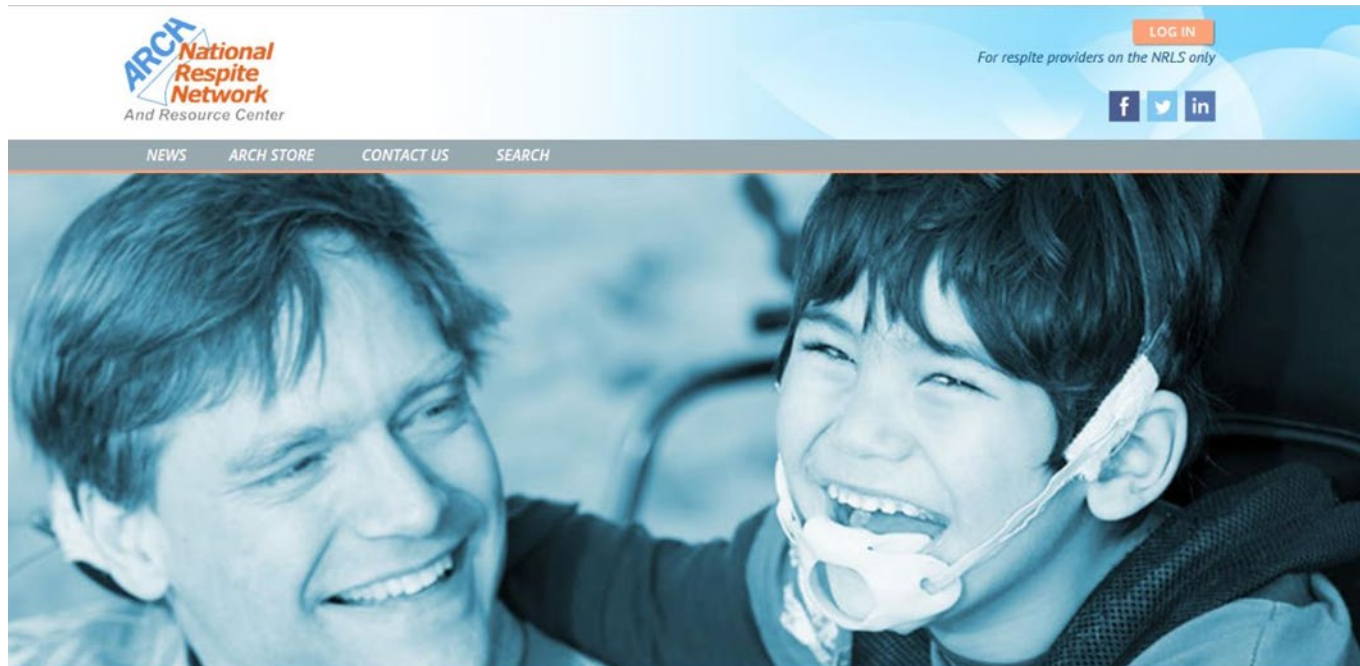 ARCH
National
Respite
Network
And Resource Center
LOG IN
For respite providers on the NRLS only
f in
NEWS ARCH STORE CONTACT US SEARCH